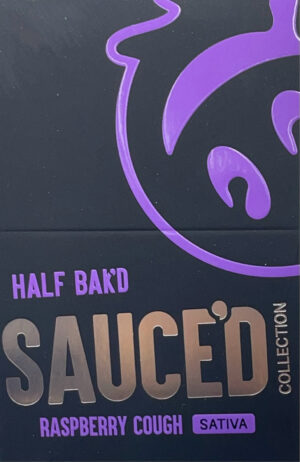 HALF BAK'D
SAUCE'D
COLLECTION
RASPBERRY COUGH SATIVA